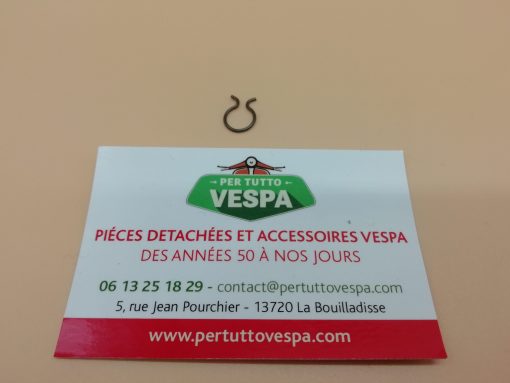 PER TUTTO
VESPA
PIÉCES DETACHÉES ET ACCESSOIRES VESPA
DES ANNÉES 50 À NOS JOURS
06 13 25 18 29 - contact@pertuttovespa.com
5, rue Jean Pourchier - 13720 La Bouilladisse
www.pertuttovespa.com